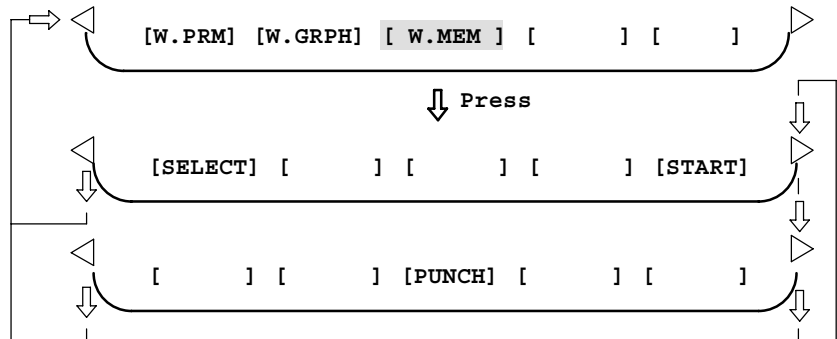 [W.PRM] [W.GRPH] [ W.MEM ] [ ] [ ]
Press
[SELECT] [ ] [ ] [ ] [START]
[ ] [ ] [PUNCH] [ ] [ ]